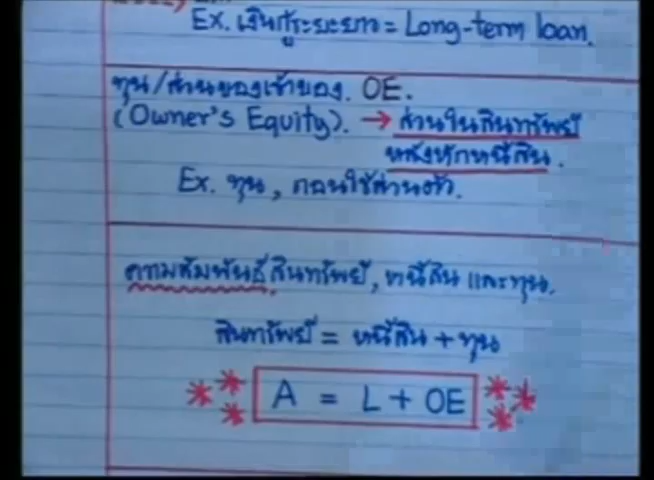 Ex. เงินกู้ระยะยาว = Long-term loan.
ทุน/ส่วนของเจ้าของ. OE.
(Owner's Equity). → ส่วนในสินทรัพย์
หลังหักหนี้สิน.
Ex. ทุน, ถอนใช้ส่วนตัว.
ความสัมพันธ์สินทรัพย์, หนี้สิน และทุน.
สินทรัพย์ = หนี้สิน + ทุน
A = L + OE